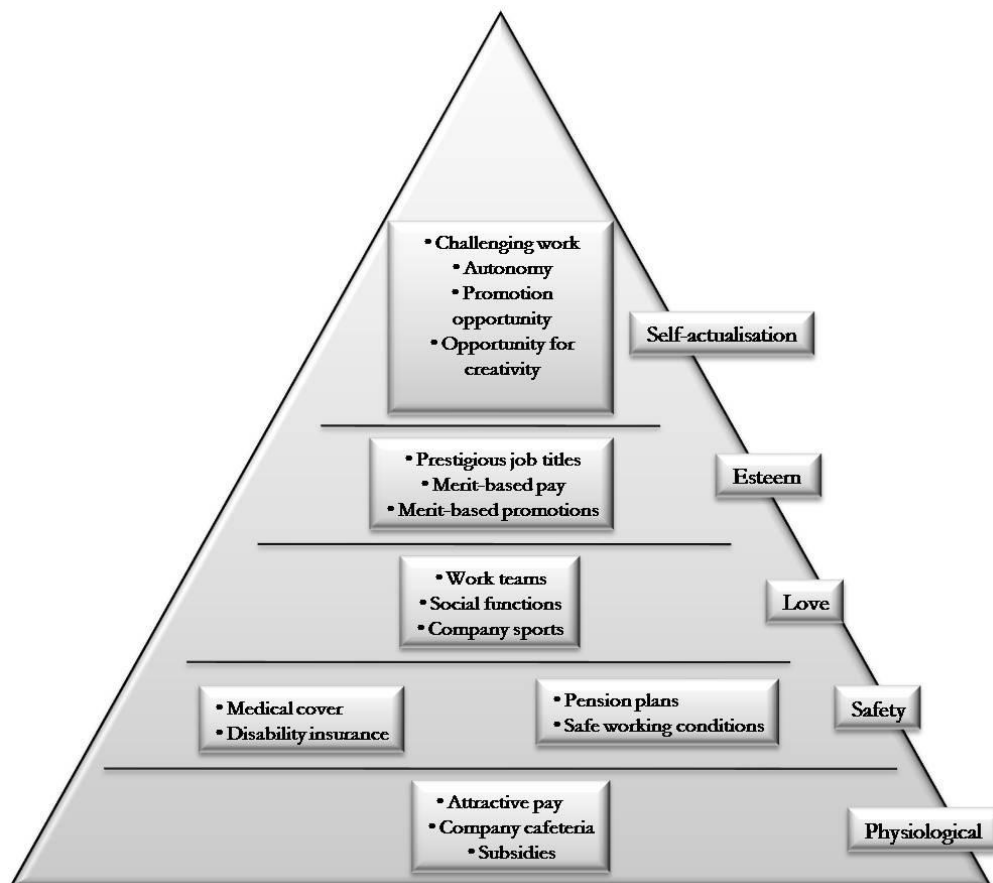 • Challenging work
• Autonomy
• Promotion
opportunity
• Opportunity for
creativity
Self-actualisation
• Prestigious job titles
• Merit-based pay
• Merit-based promotions
Esteem
• Work teams
• Social functions
• Company sports
Love
• Medical cover
• Disability insurance
• Pension plans
• Safe working conditions
Safety
• Attractive pay
• Company cafeteria
• Subsidies
Physiological